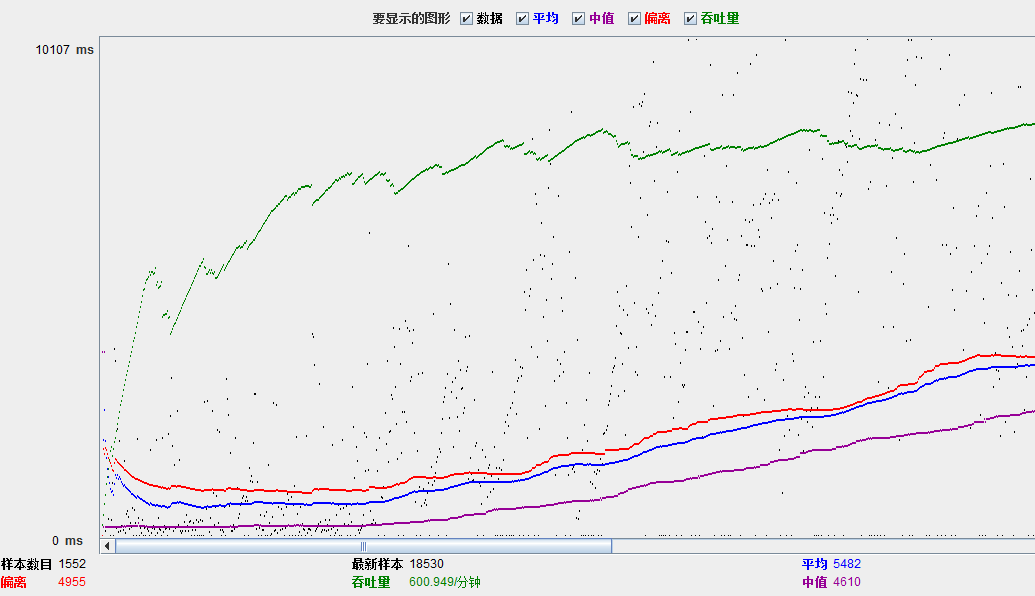 要显示的图形 数据 平均 中值 偏离 吞吐量
10107 ms
0 ms
样本数目 1552 最新样本 18530 平均 5482
偏离 4955 吞吐量 600.949/分钟 中值 4610